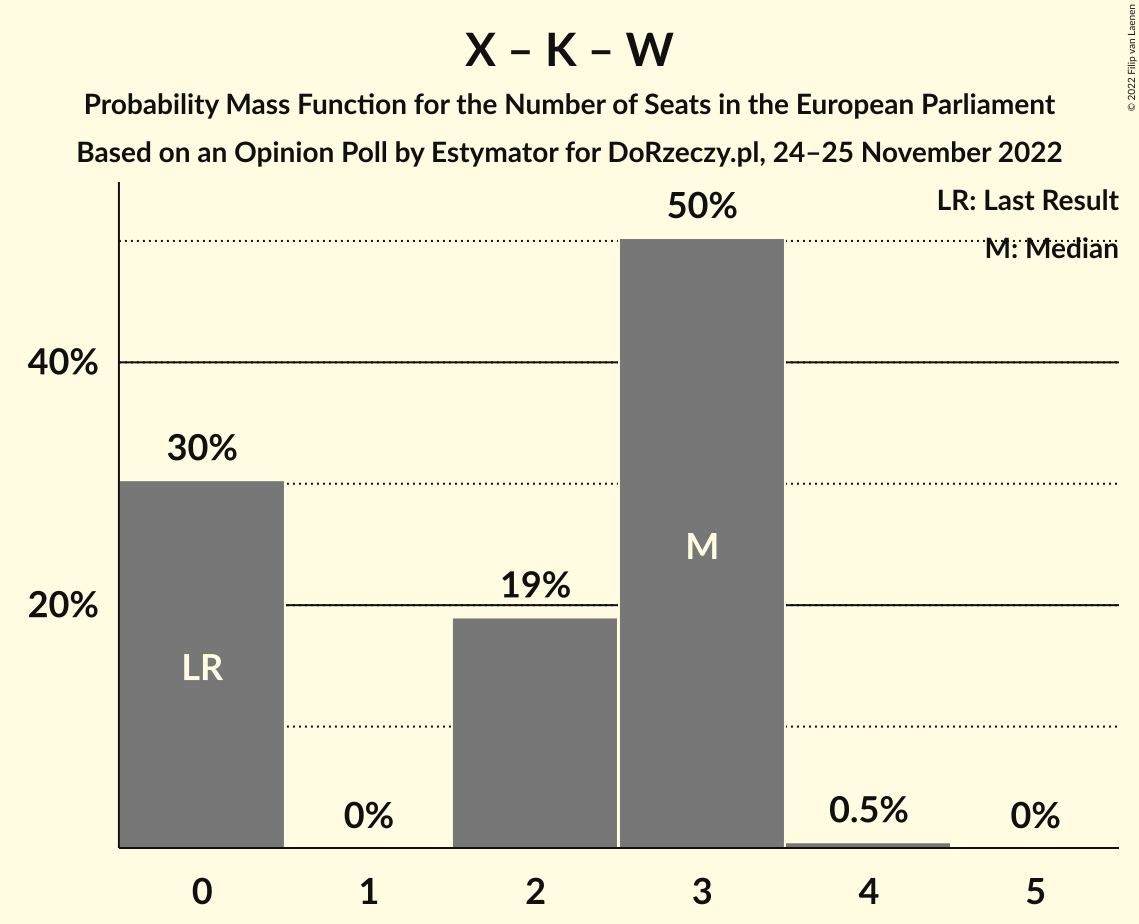 X – K – W
Probability Mass Function for the Number of Seats in the European Parliament
Based on an Opinion Poll by Estymator for DoRzeczy.pl, 24–25 November 2022
© 2022 Filip van Laenen
LR: Last Result
M: Median
50%
40%
30%
M
19%
20%
LR
0%
0.5%
0%
0 1 2 3 4 5